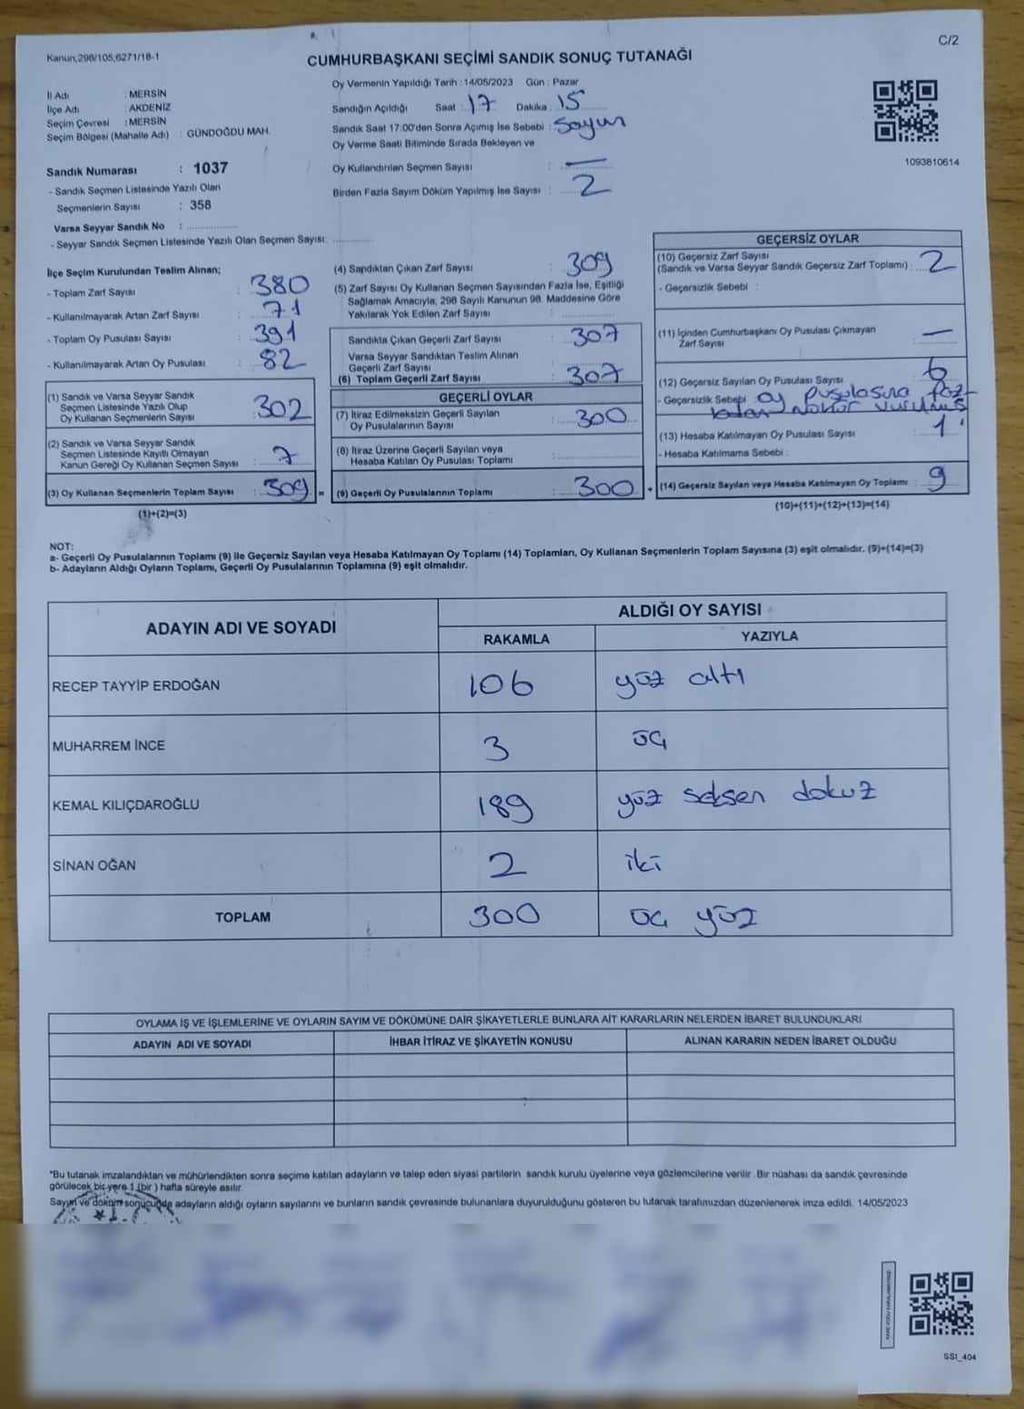 Kanun,298/105,6271/18-1
C/2
CUMHURBAŞKANI SEÇİMİ SANDIK SONUÇ TUTANAĞI
İl Adı : MERSİN
İlçe Adı : AKDENİZ
Seçim Çevresi : MERSİN
Seçim Bölgesi (Mahalle Adı) : GÜNDOĞDU MAH.
Sandık Numarası : 1037
- Sandık Seçmen Listesinde Yazılı Olan
Seçmenlerin Sayısı : 358
Varsa Seyyar Sandık No :
- Seyyar Sandık Seçmen Listesinde Yazılı Olan Seçmen Sayısı:
Oy Vermenin Yapıldığı Tarih : 14/05/2023 Gün : Pazar
Sandığın Açıldığı Saat : 17 Dakika : 15
Sandık Saat 17:00'den Sonra Açımış İse Sebebi : Sayım
Oy Verme Saati Bitiminde Sırada Bekleyen ve
Oy Kullandırılan Seçmen Sayısı : —
Birden Fazla Sayım Döküm Yapılmış İse Sayısı : 2
1093810614
İlçe Seçim Kurulundan Teslim Alınan;
- Toplam Zarf Sayısı : 380
- Kullanılmayarak Artan Zarf Sayısı : 71
- Toplam Oy Pusulası Sayısı : 391
- Kullanılmayarak Artan Oy Pusulası : 82
(1) Sandık ve Varsa Seyyar Sandık
Seçmen Listesinde Yazılı Olup
Oy Kullanan Seçmenlerin Sayısı : 302
(2) Sandık ve Varsa Seyyar Sandık
Seçmen Listesinde Kayıtlı Olmayan
Kanun Gereği Oy Kullanan Seçmen Sayısı : 7
(3) Oy Kullanan Seçmenlerin Toplam Sayısı : 309 =
(1)+(2)=(3)
(4) Sandıktan Çıkan Zarf Sayısı : 309
(5) Zarf Sayısı Oy Kullanan Seçmen Sayısından Fazla İse, Eşitliği
Sağlamak Amacıyla, 298 Sayılı Kanunun 98. Maddesine Göre
Yakılarak Yok Edilen Zarf Sayısı :
Sandıkta Çıkan Geçerli Zarf Sayısı : 307
Varsa Seyyar Sandıktan Teslim Alınan
Geçerli Zarf Sayısı :
(6) Toplam Geçerli Zarf Sayısı : 307
GEÇERLİ OYLAR
(7) İtiraz Edilmeksizin Geçerli Sayılan
Oy Pusulalarının Sayısı : 300
(8) İtiraz Üzerine Geçerli Sayılan veya
Hesaba Katılan Oy Pusulası Toplamı :
(9) Geçerli Oy Pusulalarının Toplamı : 300 +
GEÇERSİZ OYLAR
(10) Geçersiz Zarf Sayısı
(Sandık ve Varsa Seyyar Sandık Geçersiz Zarf Toplamı) : 2
- Geçersizlik Sebebi :
(11) İçinden Cumhurbaşkanı Oy Pusulası Çıkmayan
Zarf Sayısı : —
(12) Geçersiz Sayılan Oy Pusulası Sayısı : 6
- Geçersizlik Sebebi oy pusulasına faz-
(13) Hesaba Katılmayan Oy Pusulası Sayısı : 1
- Hesaba Katılmama Sebebi :
(14) Geçersiz Sayılan veya Hesaba Katılmayan Oy Toplamı : 9
(10)+(11)+(12)+(13)=(14)
NOT:
a- Geçerli Oy Pusulalarının Toplamı (9) ile Geçersiz Sayılan veya Hesaba Katılmayan Oy Toplamı (14) Toplamları, Oy Kullanan Seçmenlerin Toplam Sayısına (3) eşit olmalıdır. (9)+(14)=(3)
b- Adayların Aldığı Oyların Toplamı, Geçerli Oy Pusulalarının Toplamına (9) eşit olmalıdır.
ADAYIN ADI VE SOYADI ALDIĞI OY SAYISI
RAKAMLA YAZIYLA
RECEP TAYYİP ERDOĞAN 106 yüz altı
MUHARREM İNCE 3 üç
KEMAL KILIÇDAROĞLU 189 yüz seksen dokuz
SİNAN OĞAN 2 iki
TOPLAM 300 üç yüz
OYLAMA İŞ VE İŞLEMLERİNE VE OYLARIN SAYIM VE DÖKÜMÜNE DAİR ŞİKAYETLERLE BUNLARA AİT KARARLARIN NELERDEN İBARET BULUNDUKLARI
ADAYIN ADI VE SOYADI İHBAR İTİRAZ VE ŞİKAYETİN KONUSU ALINAN KARARIN NEDEN İBARET OLDUĞU
*Bu tutanak imzalandıktan ve mühürlendikten sonra seçime katılan adayların ve talep eden siyasi partilerin sandık kurulu üyelerine veya gözlemcilerine verilir. Bir nüshası da sandık çevresinde
görülecek bir yere 1 (bir) hafta süreyle asılır.
Sayım ve döküm sonucunda adayların aldığı oyların sayılarını ve bunların sandık çevresinde bulunanlara duyurulduğunu gösteren bu tutanak tarafımızdan düzenlenerek imza edildi. 14/05/2023
SS1_404